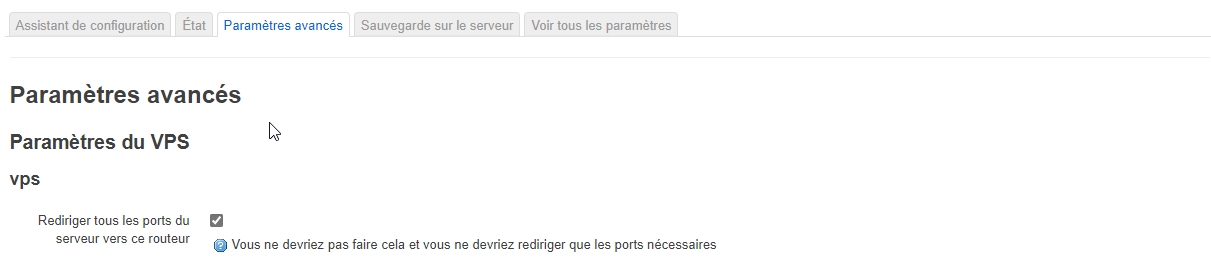 Assistant de configuration État Paramètres avancés Sauvegarde sur le serveur Voir tous les paramètres
Paramètres avancés
Paramètres du VPS
vps
Rediriger tous les ports du
serveur vers ce routeur
Vous ne devriez pas faire cela et vous ne devriez rediriger que les ports nécessaires